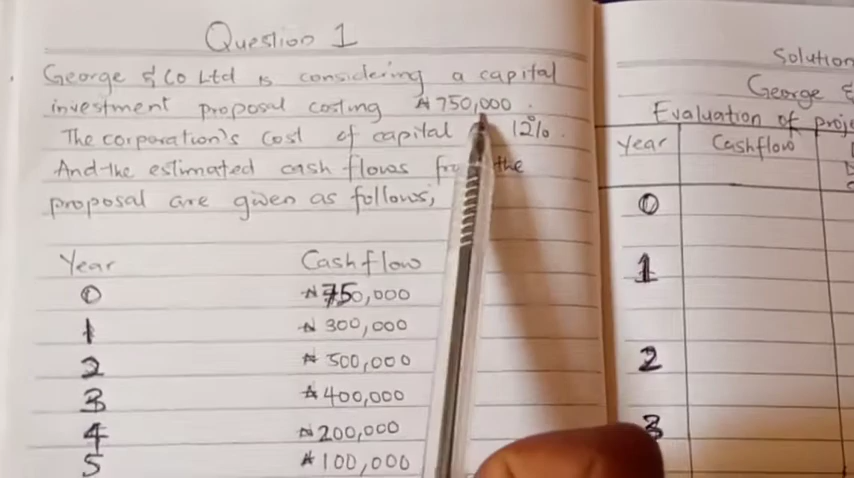 Question 1
George & Co Ltd is considering a capital
investment proposal costing ₦750,000.
The corporation's cost of capital 12%.
And the estimated cash flows the
proposal are given as follows;
Year Cashflow
0 ₦750,000
1 ₦300,000
2 ₦500,000
3 ₦400,000
4 ₦200,000
5 ₦100,000
Solution
George
Evaluation of
Year Cashflow
0
1
2
3